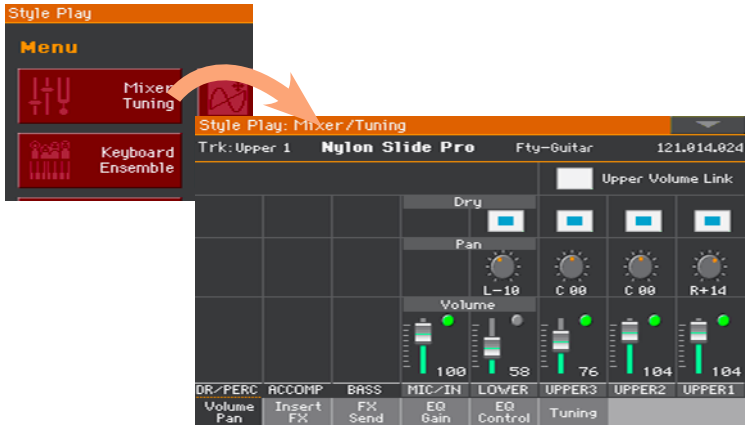 Style Play
Menu
Mixer
Tuning
Keyboard
Ensemble
Style Play: Mixer/Tuning
Trk:Upper 1 Nylon Slide Pro Fty-Guitar 121.014.024
Upper Volume Link
Dry
Pan
L-10 C 00 C 00 R+14
Volume
100 58 76 104 104
DR/PERC ACCOMP BASS MIC/IN LOWER UPPER3 UPPER2 UPPER1
Volume Pan Insert FX FX Send EQ Gain EQ Control Tuning